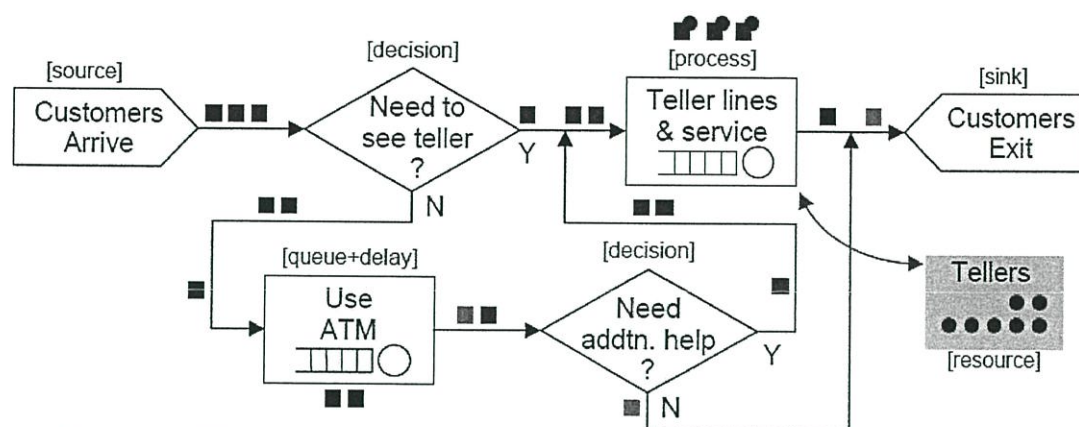 [source]
Customers
Arrive
[decision]
Need to
see teller
?
Y
N
[process]
Teller lines
& service
[sink]
Customers
Exit
[queue+delay]
Use
ATM
[decision]
Need
addtn. help
?
Y
N
Tellers
[resource]